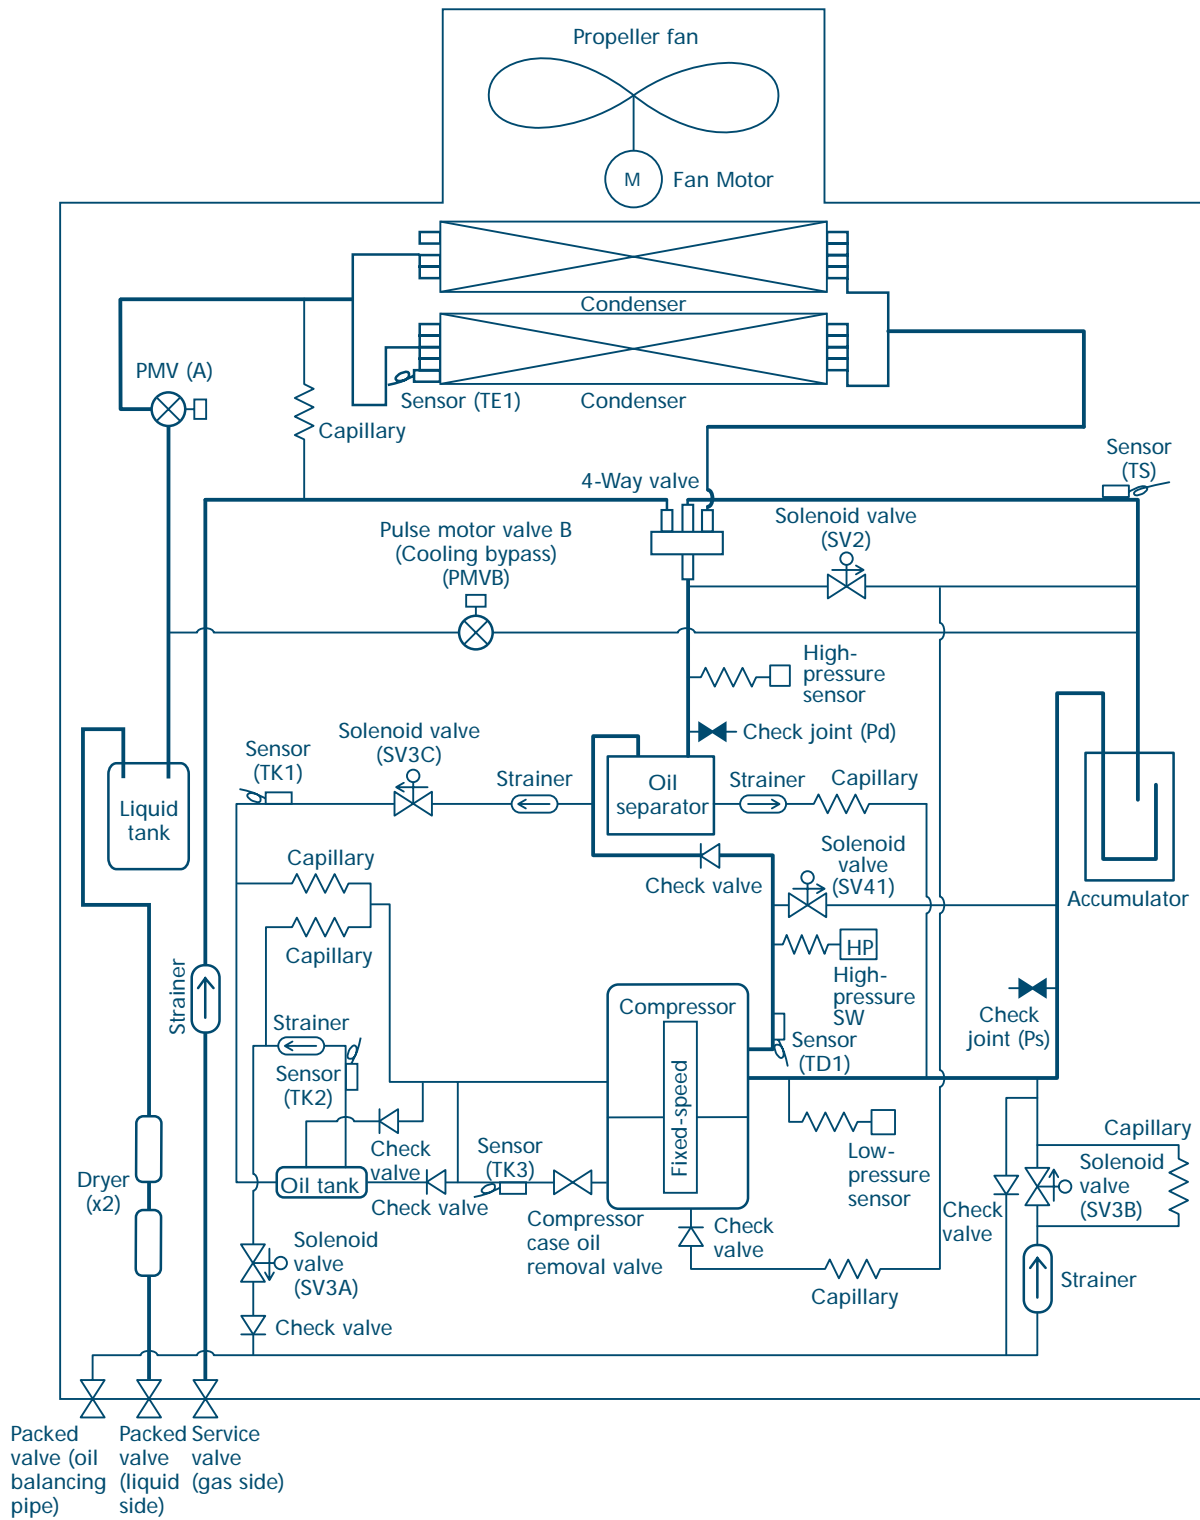 Propeller fan
M
Fan Motor
Condenser
PMV (A)
Sensor (TE1)
Condenser
Capillary
Sensor
(TS)
4-Way valve
Solenoid valve
(SV2)
Pulse motor valve B
(Cooling bypass)
(PMVB)
High-
pressure
sensor
Check joint (Pd)
Solenoid valve
(SV3C)
Sensor
(TK1)
Strainer
Oil
separator
Strainer
Capillary
Liquid
tank
Solenoid
valve
(SV41)
Capillary
Check valve
Accumulator
Capillary
HP
High-
pressure
SW
Strainer
Compressor
Fixed-speed
Check
joint (Ps)
Strainer
Sensor
(TD1)
Sensor
(TK2)
Check
valve
Sensor
(TK3)
Low-
pressure
sensor
Capillary
Solenoid
valve
(SV3B)
Dryer
(x2)
Oil tank
Check valve
Check
valve
Compressor
case oil
removal valve
Check
valve
Solenoid
valve
(SV3A)
Strainer
Capillary
Check valve
Packed
valve (oil
balancing
pipe)
Packed
valve
(liquid
side)
Service
valve
(gas side)